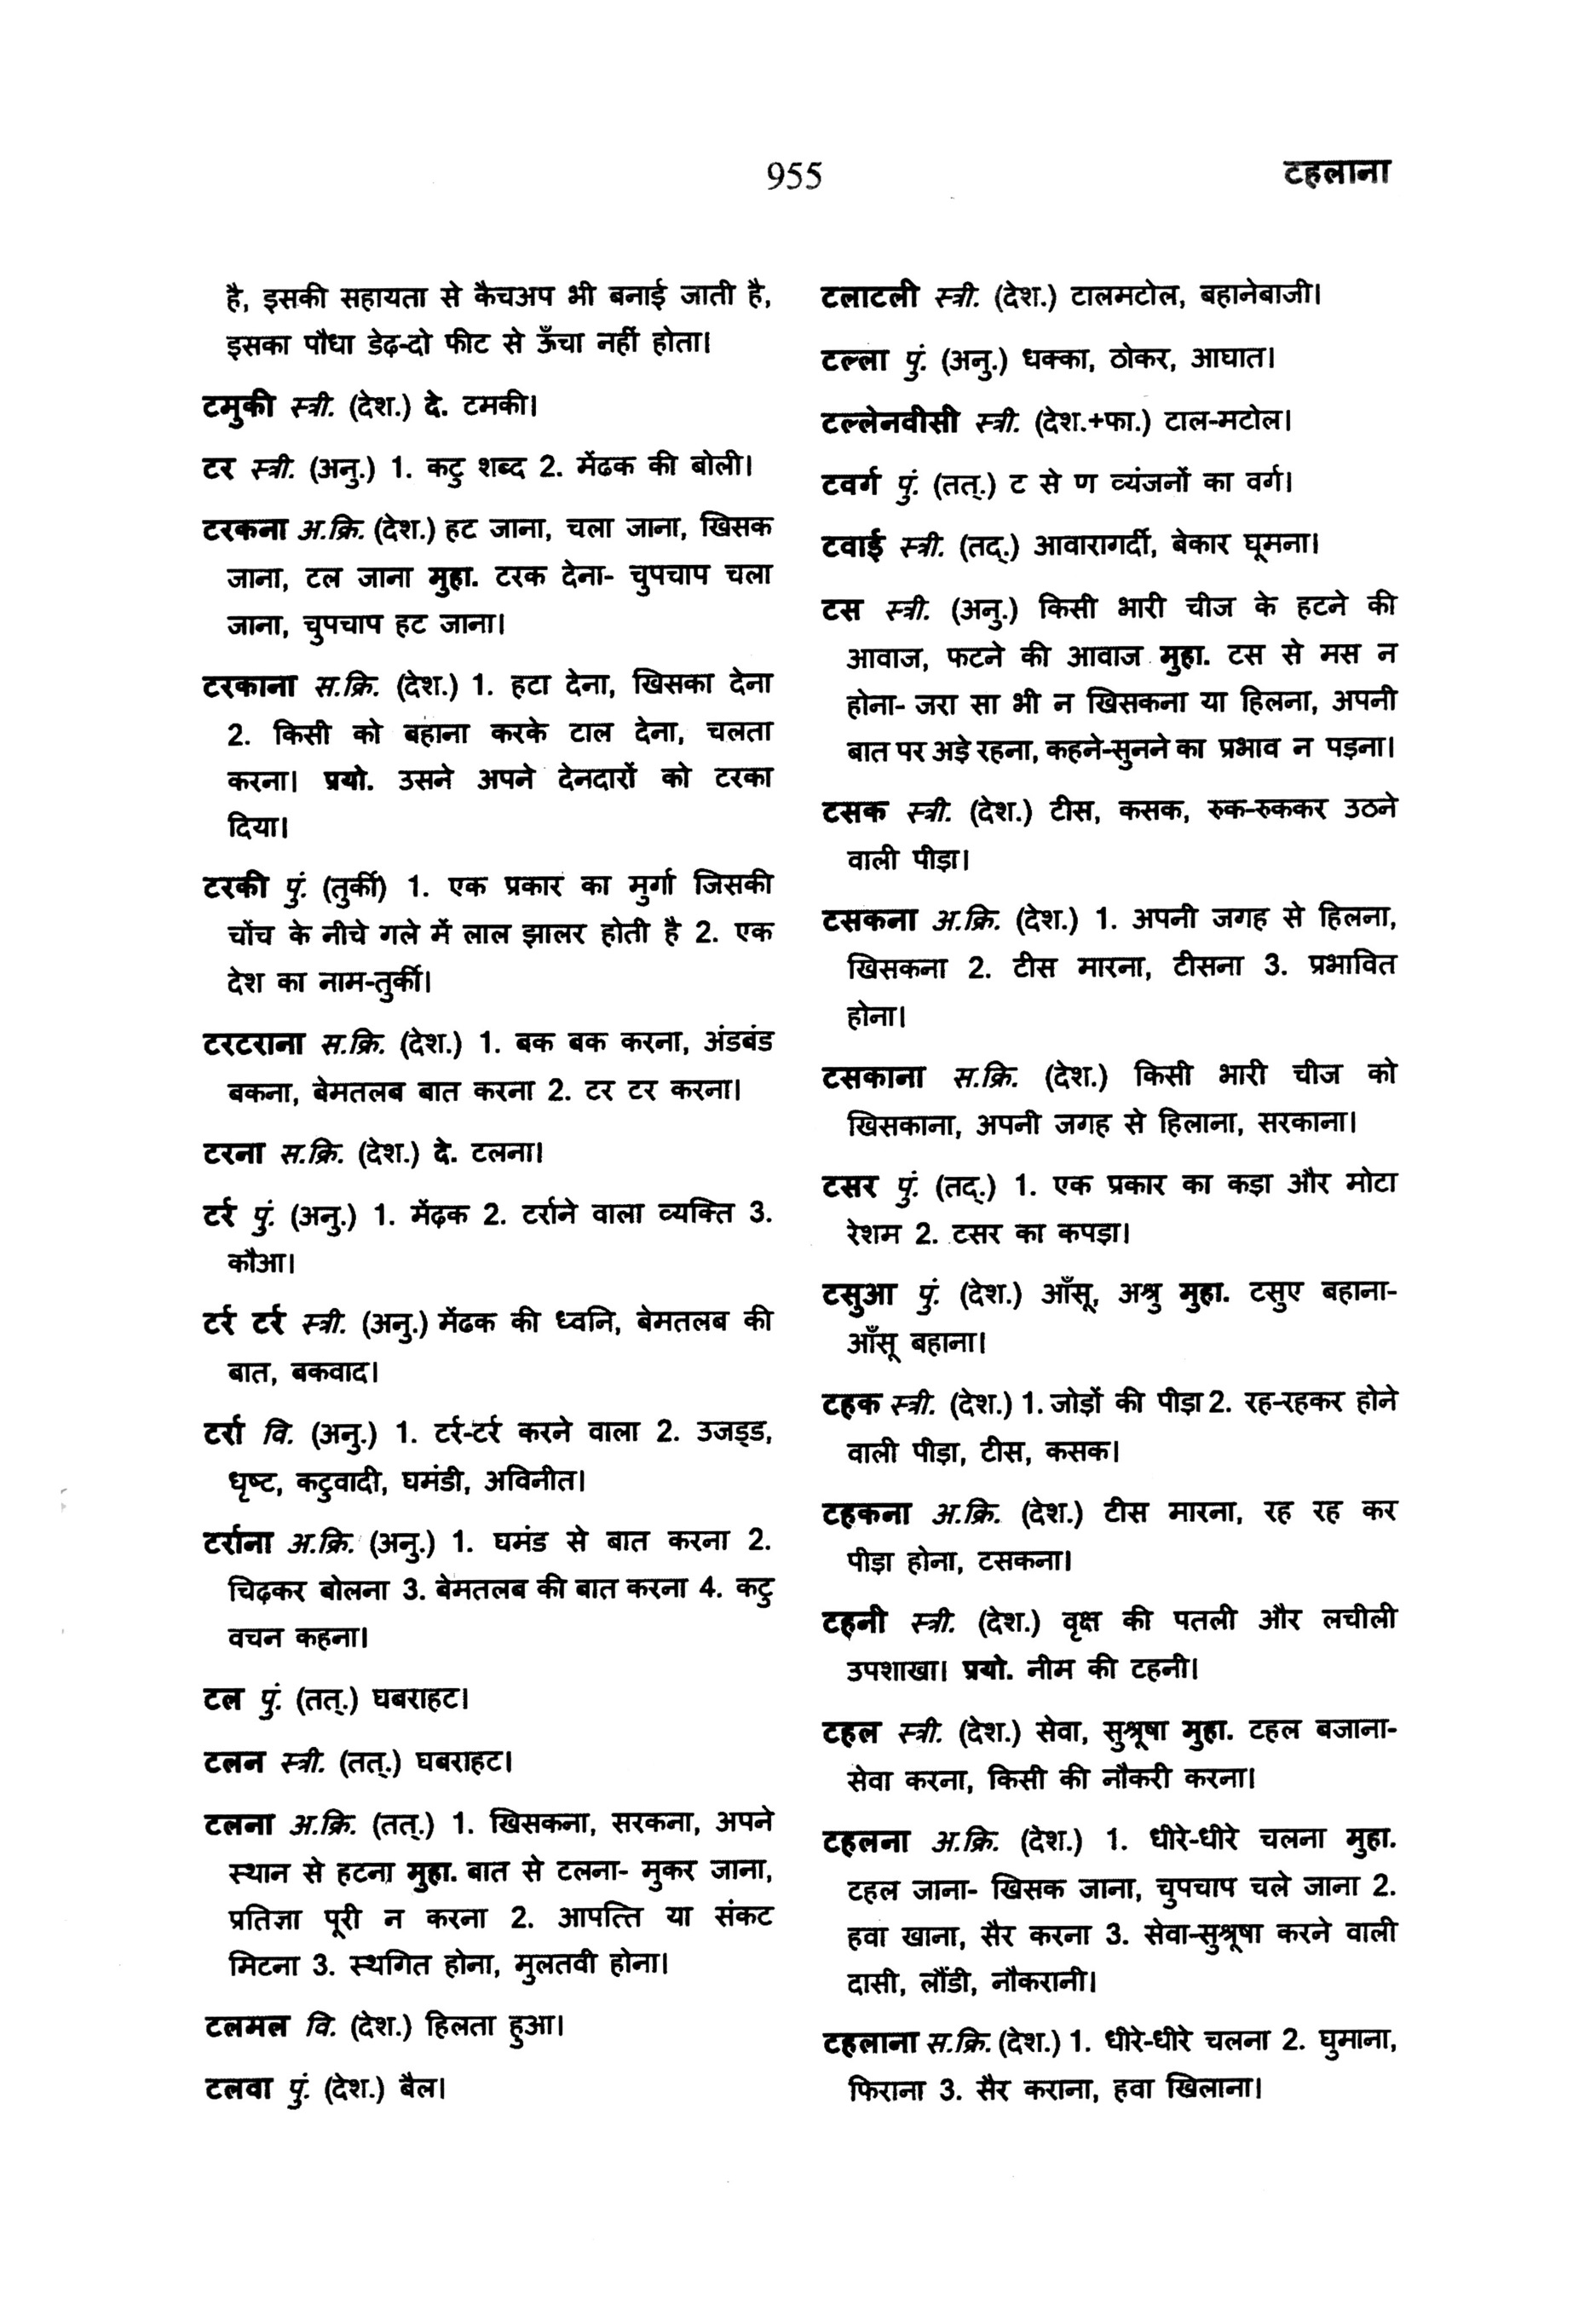 955
टहलाना
है, इसकी सहायता से कैचअप भी बनाई जाती है,
इसका पौधा डेढ़-दो फीट से ऊँचा नहीं होता।
टमुकी स्त्री. (देश.) दे. टमकी।
टर स्त्री. (अनु.) 1. कटु शब्द 2. मेंढक की बोली।
टरकना अ.क्रि. (देश.) हट जाना, चला जाना, खिसक
जाना, टल जाना मुहा. टरक देना- चुपचाप चला
जाना, चुपचाप हट जाना।
टरकाना स.क्रि. (देश.) 1. हटा देना, खिसका देना
2. किसी को बहाना करके टाल देना, चलता
करना। प्रयो. उसने अपने देनदारों को टरका
दिया।
टरकी पुं. (तुर्की) 1. एक प्रकार का मुर्गा जिसकी
चोंच के नीचे गले में लाल झालर होती है 2. एक
देश का नाम-तुर्की।
टरटराना स.क्रि. (देश.) 1. बक बक करना, अंडबंड
बकना, बेमतलब बात करना 2. टर टर करना।
टरना स.क्रि. (देश.) दे. टलना।
टर्र पुं. (अनु.) 1. मेंढ़क 2. टर्राने वाला व्यक्ति 3.
कौआ।
टर्र टर्र स्त्री. (अनु.) मेंढक की ध्वनि, बेमतलब की
बात, बकवाद।
टर्रा वि. (अनु.) 1. टर्र-टर्र करने वाला 2. उजड्ड,
धृष्ट, कटुवादी, घमंडी, अविनीत।
टर्राना अ.क्रि. (अनु.) 1. घमंड से बात करना 2.
चिढ़कर बोलना 3. बेमतलब की बात करना 4. कटु
वचन कहना।
टल पुं. (तत्.) घबराहट।
टलन स्त्री. (तत्.) घबराहट।
टलना अ.क्रि. (तत्.) 1. खिसकना, सरकना, अपने
स्थान से हटना मुहा. बात से टलना- मुकर जाना,
प्रतिज्ञा पूरी न करना 2. आपत्ति या संकट
मिटना 3. स्थगित होना, मुलतवी होना।
टलमल वि. (देश.) हिलता हुआ।
टलवा पुं. (देश.) बैल।
टलाटली स्त्री. (देश.) टालमटोल, बहानेबाजी।
टल्ला पुं. (अनु.) धक्का, ठोकर, आघात।
टल्लेनवीसी स्त्री. (देश.+फा.) टाल-मटोल।
टवर्ग पुं. (तत्.) ट से ण व्यंजनों का वर्ग।
टवाई स्त्री. (तद्.) आवारागर्दी, बेकार घूमना।
टस स्त्री. (अनु.) किसी भारी चीज के हटने की
आवाज, फटने की आवाज मुहा. टस से मस न
होना- जरा सा भी न खिसकना या हिलना, अपनी
बात पर अड़े रहना, कहने-सुनने का प्रभाव न पड़ना।
टसक स्त्री. (देश.) टीस, कसक, रुक-रुककर उठने
वाली पीड़ा।
टसकना अ.क्रि. (देश.) 1. अपनी जगह से हिलना,
खिसकना 2. टीस मारना, टीसना 3. प्रभावित
होना।
टसकाना स.क्रि. (देश.) किसी भारी चीज को
खिसकाना, अपनी जगह से हिलाना, सरकाना।
टसर पुं. (तद्.) 1. एक प्रकार का कड़ा और मोटा
रेशम 2. टसर का कपड़ा।
टसुआ पुं. (देश.) आँसू, अश्रु मुहा. टसुए बहाना-
आँसू बहाना।
टहक स्त्री. (देश.) 1. जोड़ों की पीड़ा 2. रह-रहकर होने
वाली पीड़ा, टीस, कसक।
टहकना अ.क्रि. (देश.) टीस मारना, रह रह कर
पीड़ा होना, टसकना।
टहनी स्त्री. (देश.) वृक्ष की पतली और लचीली
उपशाखा। प्रयो. नीम की टहनी।
टहल स्त्री. (देश.) सेवा, सुश्रूषा मुहा. टहल बजाना-
सेवा करना, किसी की नौकरी करना।
टहलना अ.क्रि. (देश.) 1. धीरे-धीरे चलना मुहा.
टहल जाना- खिसक जाना, चुपचाप चले जाना 2.
हवा खाना, सैर करना 3. सेवा-सुश्रूषा करने वाली
दासी, लौंडी, नौकरानी।
टहलाना स.क्रि. (देश.) 1. धीरे-धीरे चलना 2. घुमाना,
फिराना 3. सैर कराना, हवा खिलाना।